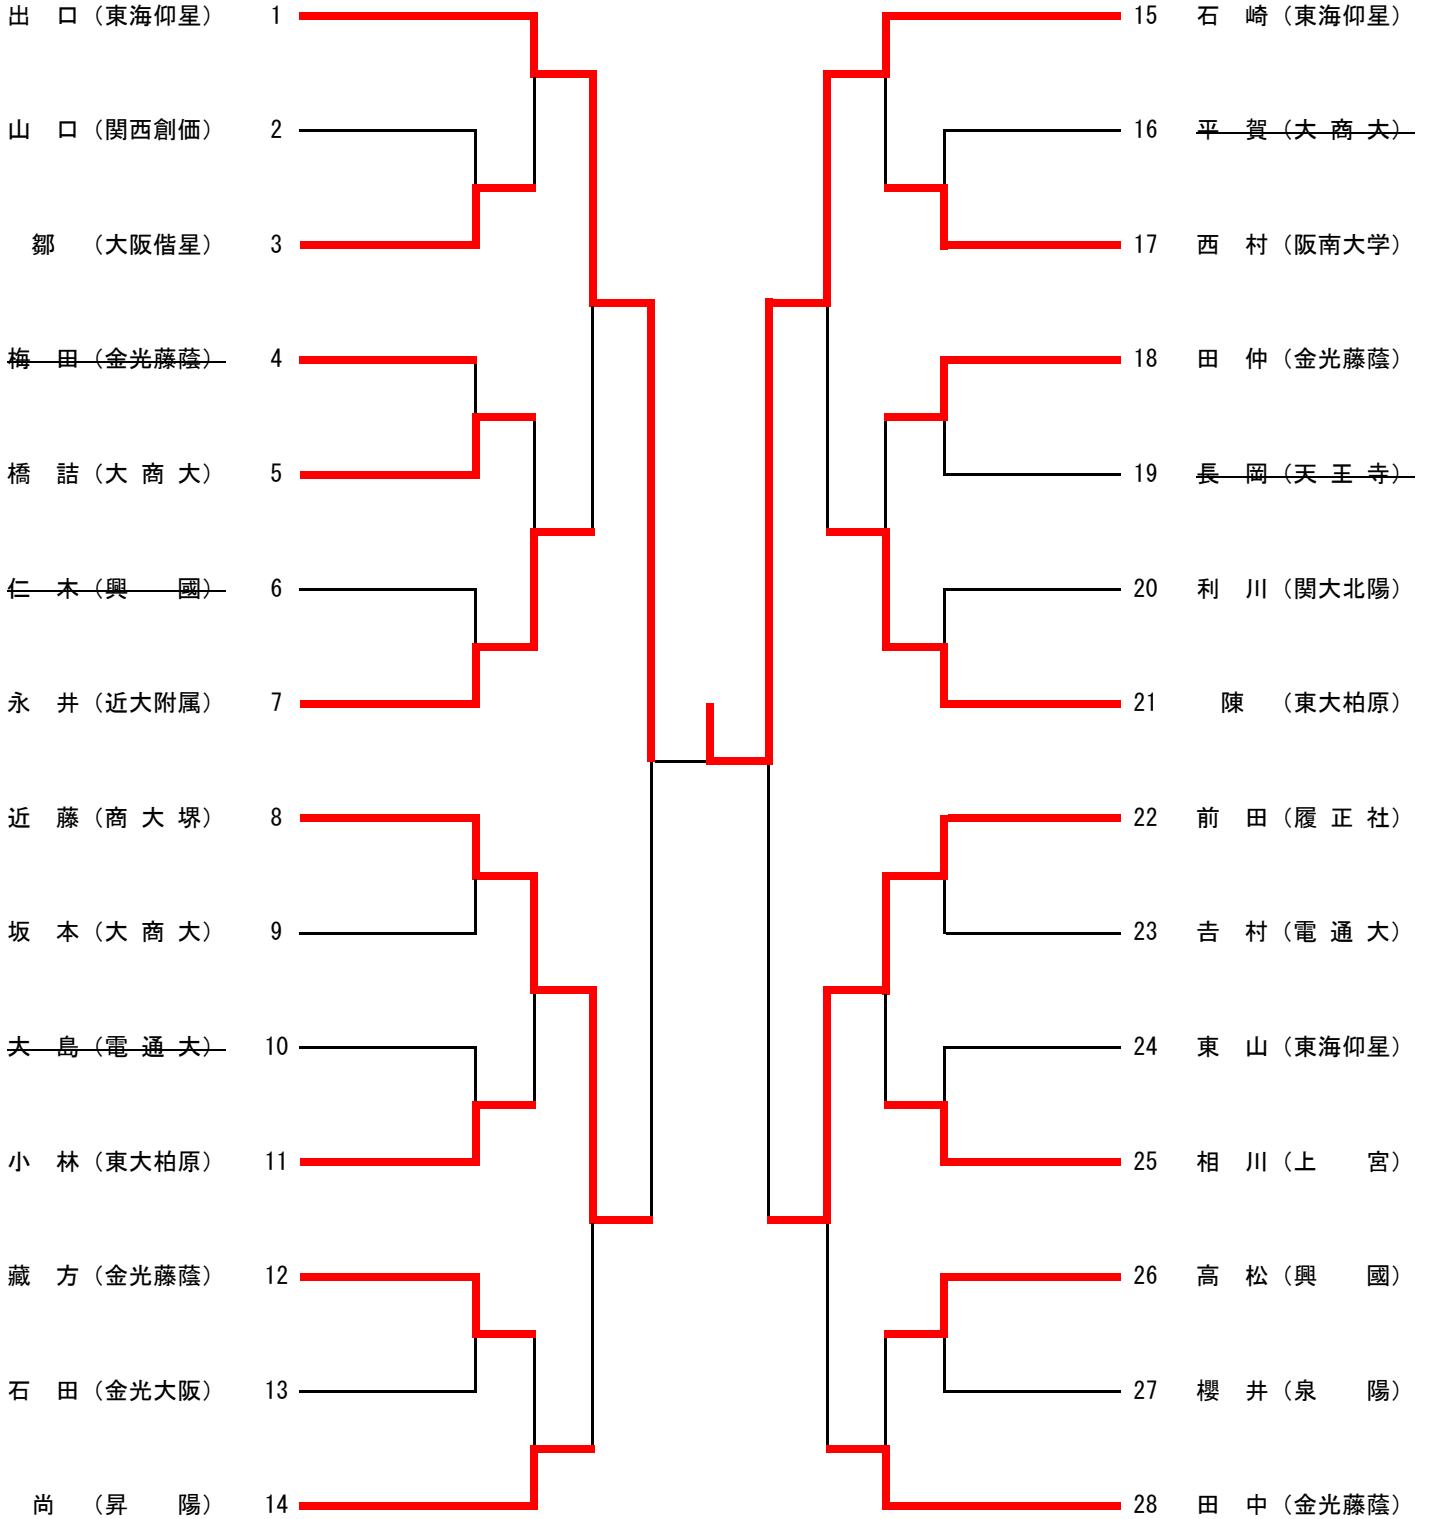 出　口（東海仰星）　1
山　口（関西創価）　2
鄒　（大阪偕星）　3
梅　田（金光藤蔭）　4
橋　詰（大 商 大）　5
仁　木（興　　國）　6
永　井（近大附属）　7
近　藤（商 大 堺）　8
坂　本（大 商 大）　9
大　島（電 通 大）　10
小　林（東大柏原）　11
藏　方（金光藤蔭）　12
石　田（金光大阪）　13
尚　（昇　　陽）　14
15　石　崎（東海仰星）
16　平　賀（大 商 大）
17　西　村（阪南大学）
18　田　仲（金光藤蔭）
19　長　岡（天 王 寺）
20　利　川（関大北陽）
21　陳　（東大柏原）
22　前　田（履 正 社）
23　𠮷　村（電 通 大）
24　東　山（東海仰星）
25　相　川（上　　宮）
26　高　松（興　　國）
27　櫻　井（泉　　陽）
28　田　中（金光藤蔭）